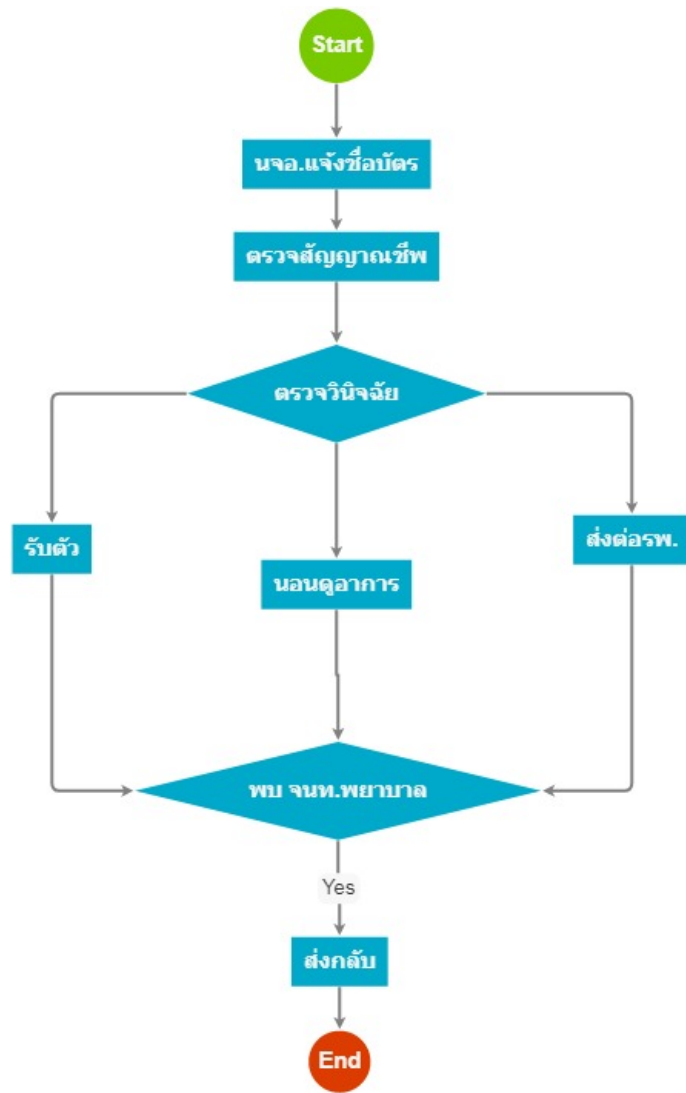 Start
นจอ.แจ้งชื่อบัตร
ตรวจสัญญาณชีพ
ตรวจวินิจฉัย
รับตัว
นอนดูอาการ
ส่งต่อรพ.
พบ จนท.พยาบาล
Yes
ส่งกลับ
End